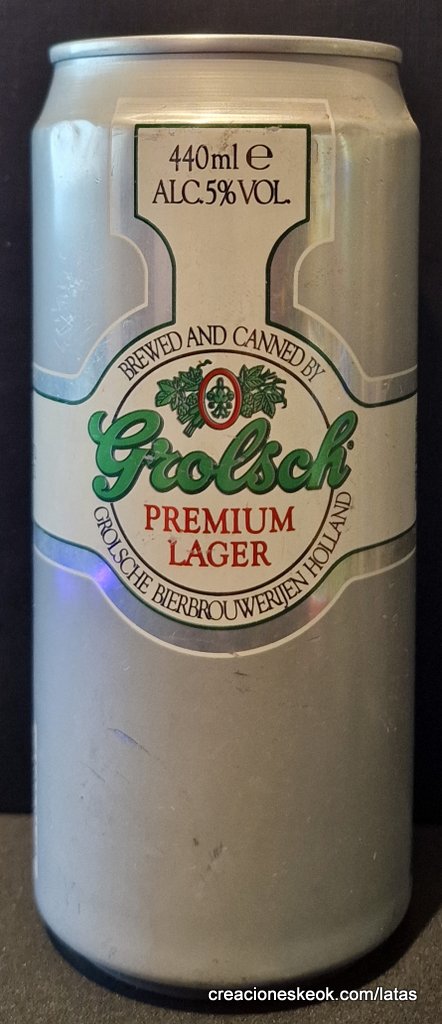 440ml e
ALC.5%VOL.
BREWED AND CANNED BY
Grolsch®
PREMIUM
LAGER
GROLSCHE BIERBROUWERIJEN HOLLAND
creacioneskeok.com/latas